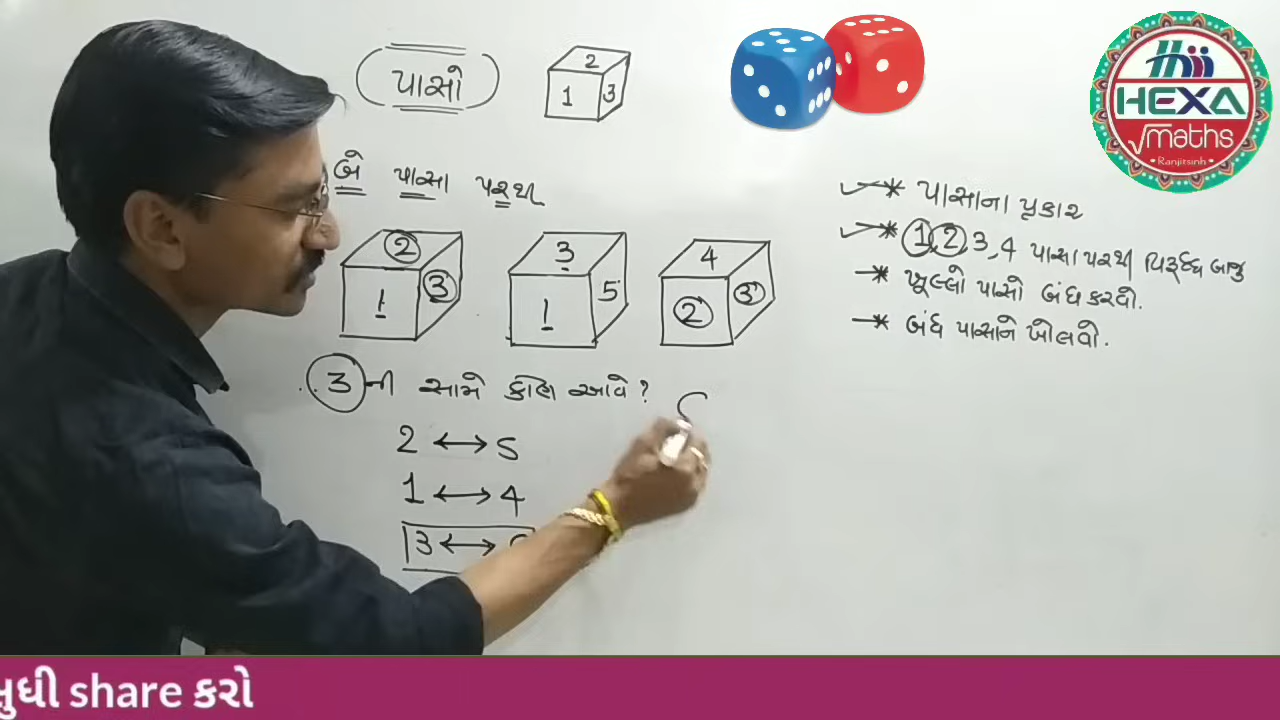 પાસો
2
1 3
બે પાસા પરથી
2
1 3
3
1 5
4
2 3
3 ની સામે કોણ આવે ?
2 ↔ 5
1 ↔ 4
3 ↔
HEXA
√maths
Ranjitsinh
* પાસાના પ્રકાર
* 1, 2, 3, 4 પાસા પરથી વિરૂદ્ધ બાજુ
* ખૂલ્લો પાસો બંધ કરવો.
* બંધ પાસાને ખોલવો.
સુધી share કરો